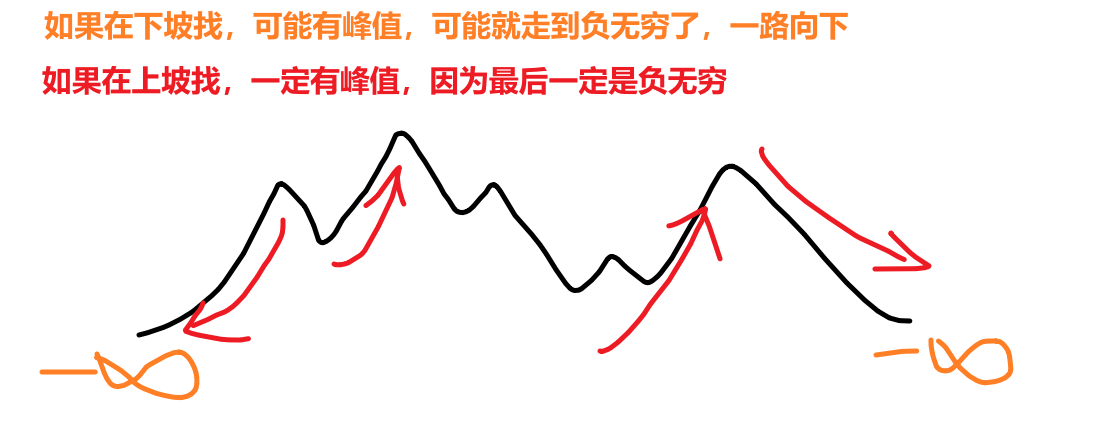 如果在下坡找，可能有峰值，可能就走到负无穷了，一路向下
如果在上坡找，一定有峰值，因为最后一定是负无穷
-∞
-∞